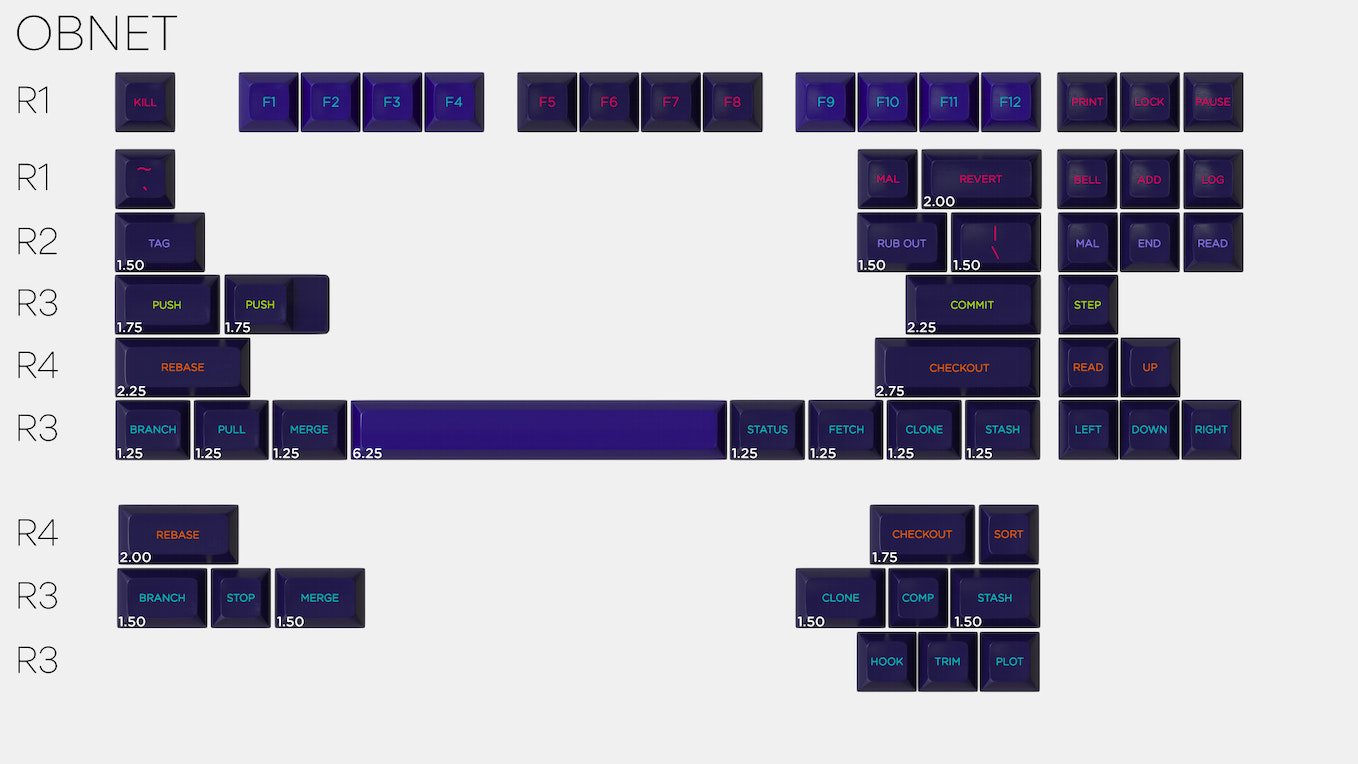 OBNET
R1 KILL F1 F2 F3 F4 F5 F6 F7 F8 F9 F10 F11 F12 PRINT LOCK PAUSE
R1 ~ ` MAL REVERT 2.00 BELL ADD LOG
R2 TAG 1.50 RUB OUT 1.50 | \ 1.50 MAL END READ
R3 PUSH 1.75 PUSH 1.75 COMMIT 2.25 STEP
R4 REBASE 2.25 CHECKOUT 2.75 READ UP
R3 BRANCH 1.25 PULL 1.25 MERGE 1.25 6.25 STATUS 1.25 FETCH 1.25 CLONE 1.25 STASH 1.25 LEFT DOWN RIGHT
R4 REBASE 2.00 CHECKOUT 1.75 SORT
R3 BRANCH 1.50 STOP MERGE 1.50 CLONE 1.50 COMP STASH 1.50
R3 HOOK TRIM PLOT